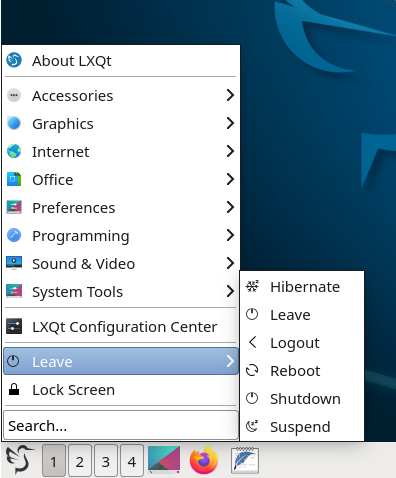 About LXQt
Accessories
Graphics
Internet
Office
Preferences
Programming
Sound & Video
System Tools
LXQt Configuration Center
Leave
Lock Screen
Search...
Hibernate
Leave
Logout
Reboot
Shutdown
Suspend
1 2 3 4